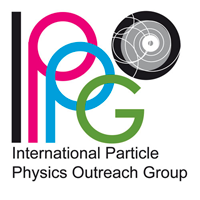 IPPOG
International Particle
Physics Outreach Group